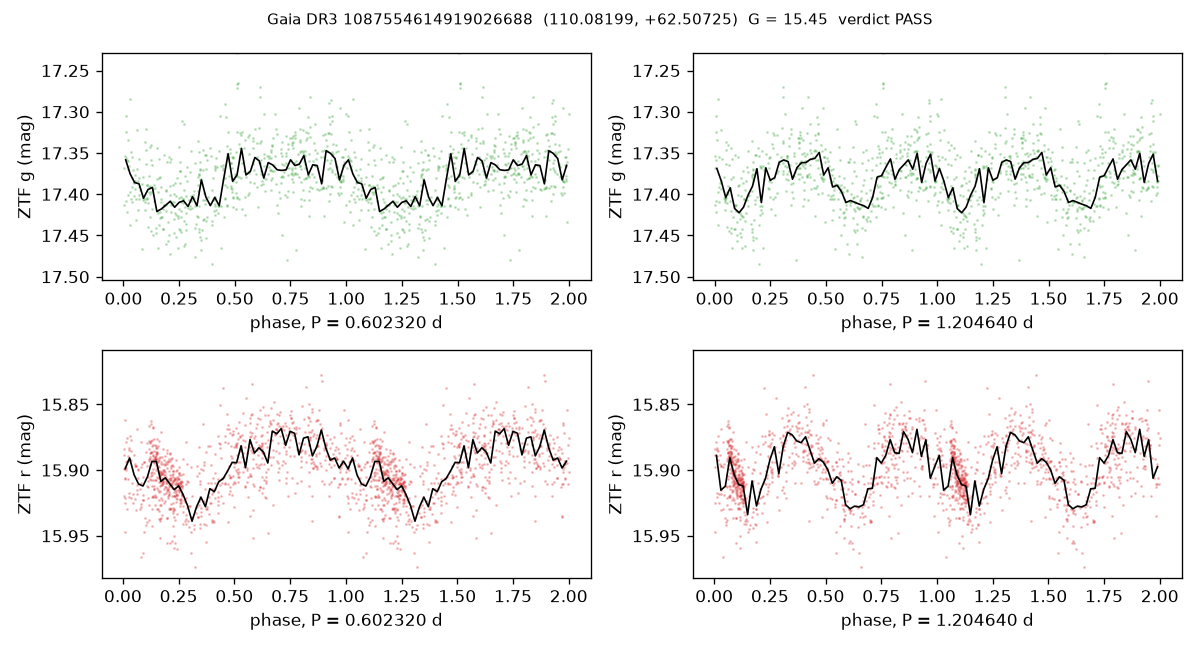 Gaia DR3 1087554614919026688 (110.08199, +62.50725) G = 15.45 verdict PASS
17.25
17.30
17.35
17.40
17.45
17.50
ZTF g (mag)
0.00 0.25 0.50 0.75 1.00 1.25 1.50 1.75 2.00
phase, P = 0.602320 d
17.25
17.30
17.35
17.40
17.45
17.50
ZTF g (mag)
0.00 0.25 0.50 0.75 1.00 1.25 1.50 1.75 2.00
phase, P = 1.204640 d
15.85
15.90
15.95
ZTF r (mag)
0.00 0.25 0.50 0.75 1.00 1.25 1.50 1.75 2.00
phase, P = 0.602320 d
15.85
15.90
15.95
ZTF r (mag)
0.00 0.25 0.50 0.75 1.00 1.25 1.50 1.75 2.00
phase, P = 1.204640 d